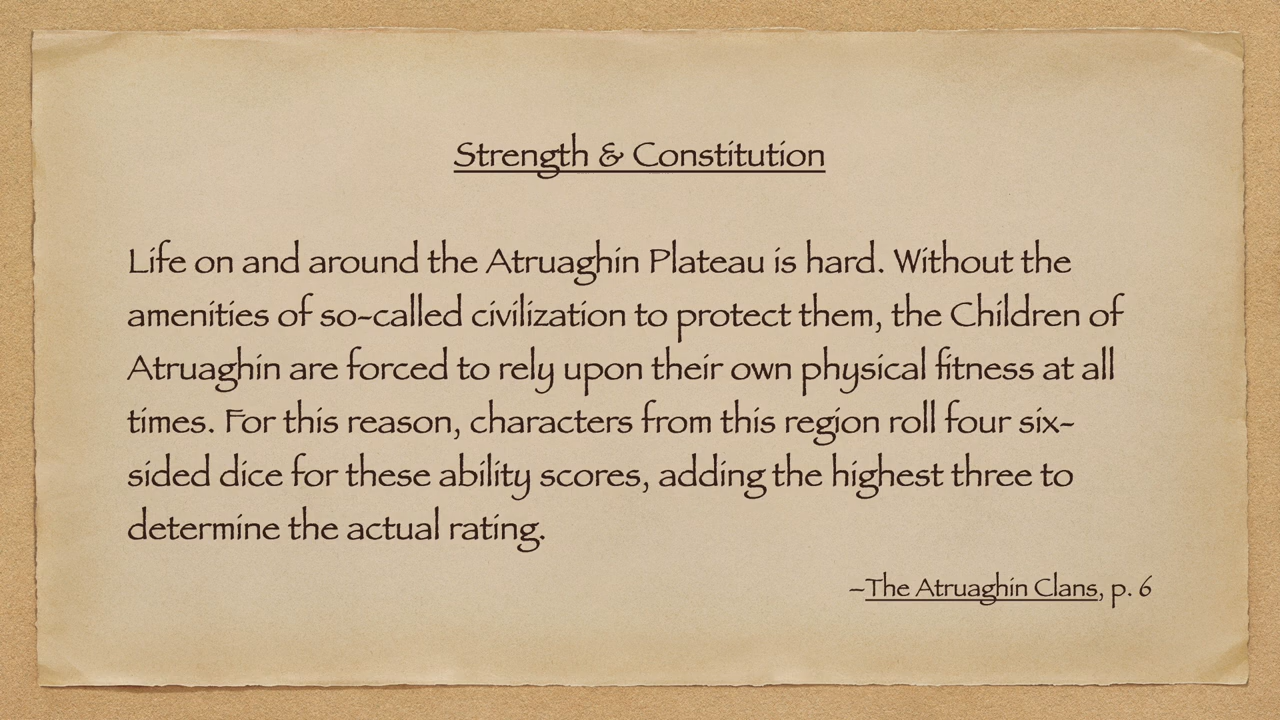 Strength & Constitution
Life on and around the Atruaghin Plateau is hard. Without the
amenities of so-called civilization to protect them, the Children of
Atruaghin are forced to rely upon their own physical fitness at all
times. For this reason, characters from this region roll four six-
sided dice for these ability scores, adding the highest three to
determine the actual rating.
–The Atruaghin Clans, p. 6